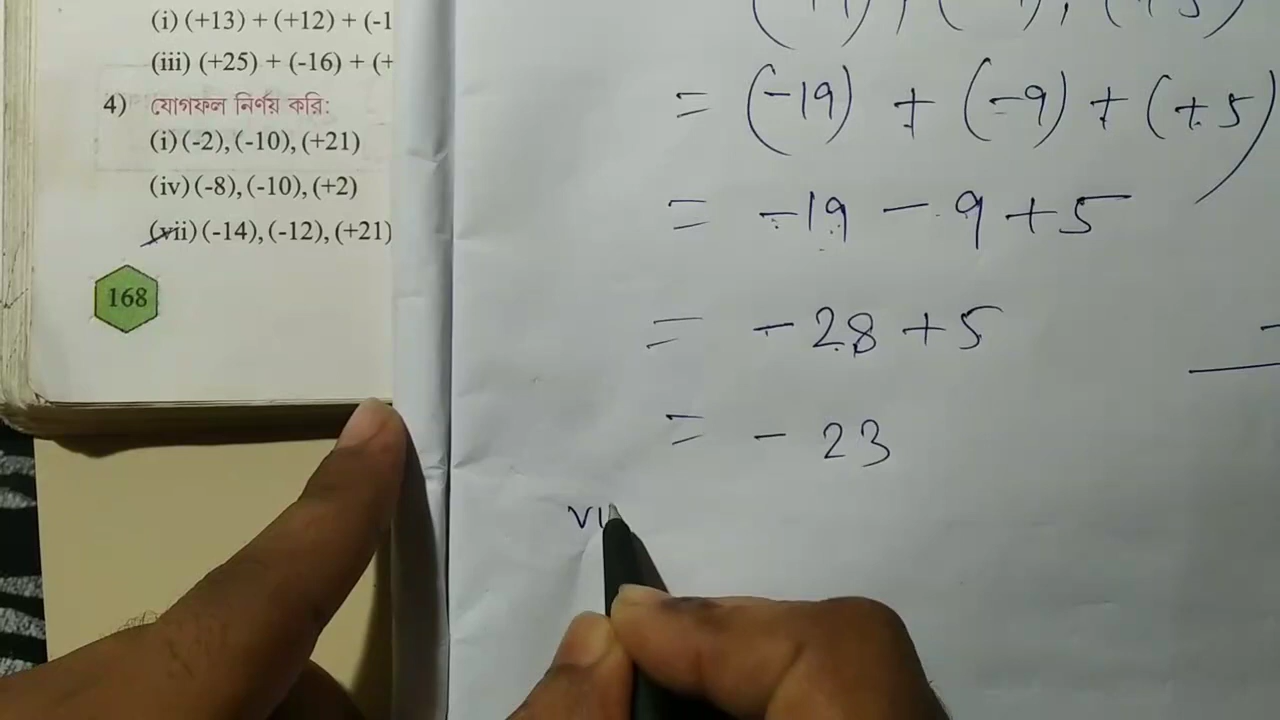 (i) (+13) + (+12) + (-1
(iii) (+25) + (-16) + (+
4) যোগফল নির্ণয় করি:
(i) (-2), (-10), (+21)
(iv) (-8), (-10), (+2)
(vii) (-14), (-12), (+21)
168
= (-19) + (-9) + (+5)
= -19 - 9 + 5
= -28 + 5
= - 23
VI